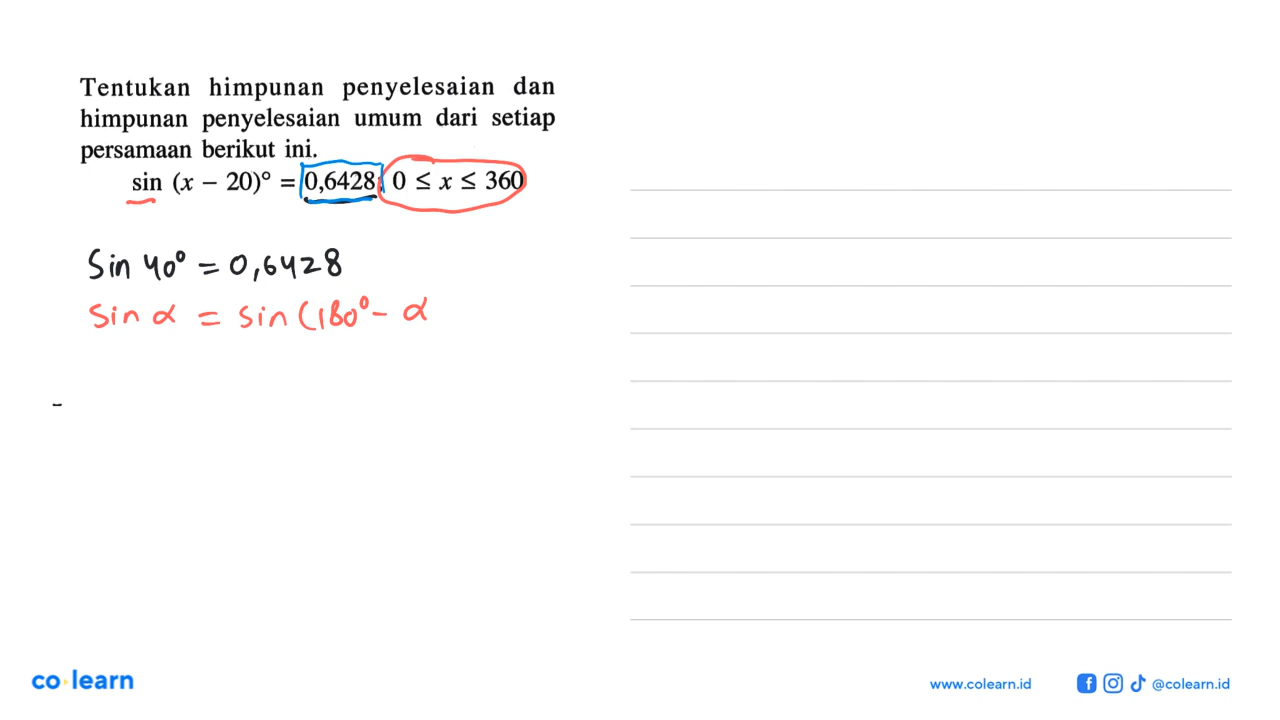 Tentukan himpunan penyelesaian dan
himpunan penyelesaian umum dari setiap
persamaan berikut ini.
sin (x − 20)° = 0,6428; 0 ≤ x ≤ 360
Sin 40° = 0,6428
sin α = sin (180° - α
-
co learn
www.colearn.id @colearn.id